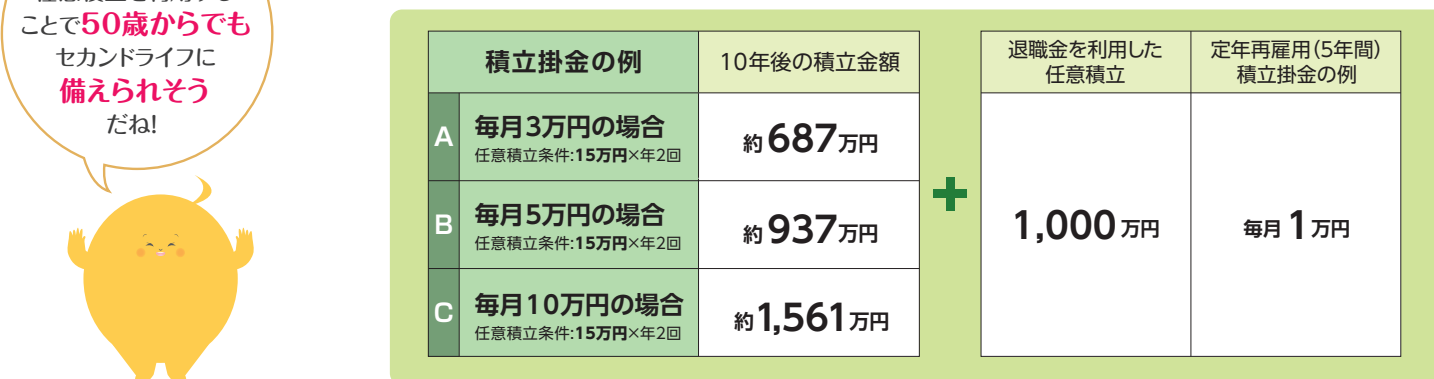 ことで50歳からでも
セカンドライフに
備えられそう
だね!
積立掛金の例
10年後の積立金額
A
毎月3万円の場合
任意積立条件:15万円×年2回
約687万円
B
毎月5万円の場合
任意積立条件:15万円×年2回
約937万円
C
毎月10万円の場合
任意積立条件:15万円×年2回
約1,561万円
+
退職金を利用した
任意積立
定年再雇用(5年間)
積立掛金の例
1,000万円
毎月1万円